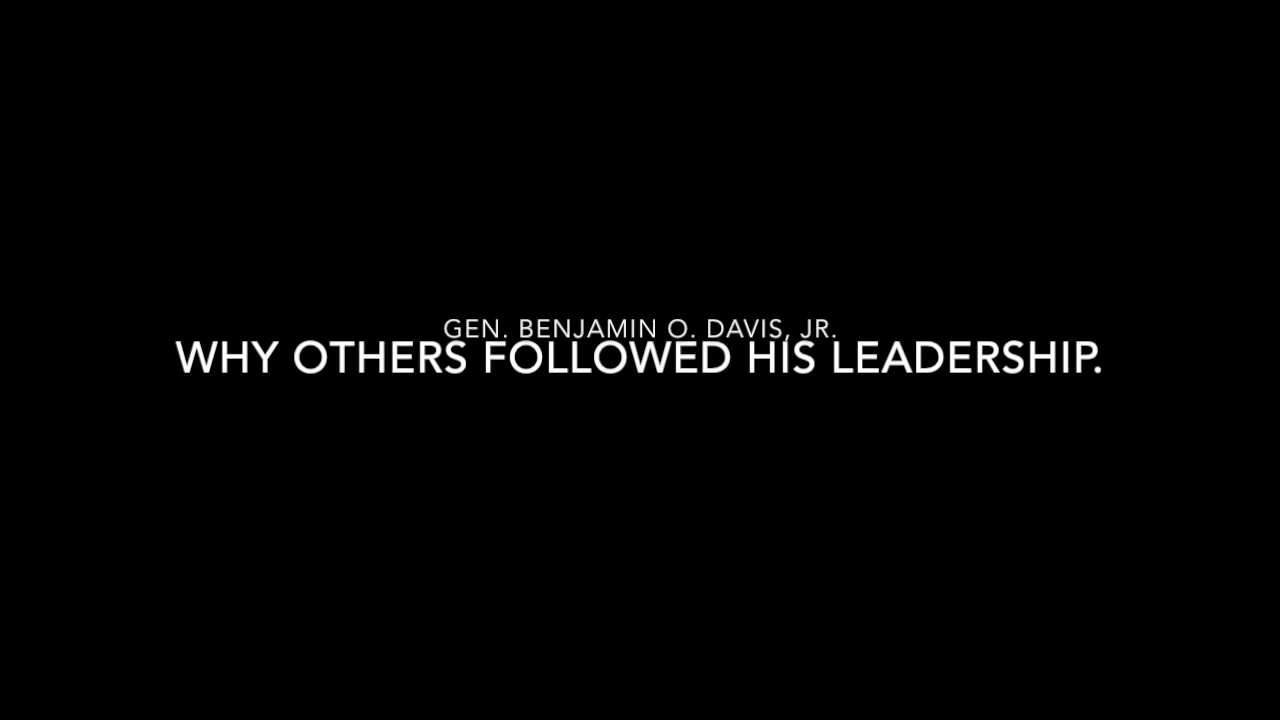 GEN. BENJAMIN O. DAVIS, JR.
WHY OTHERS FOLLOWED HIS LEADERSHIP.